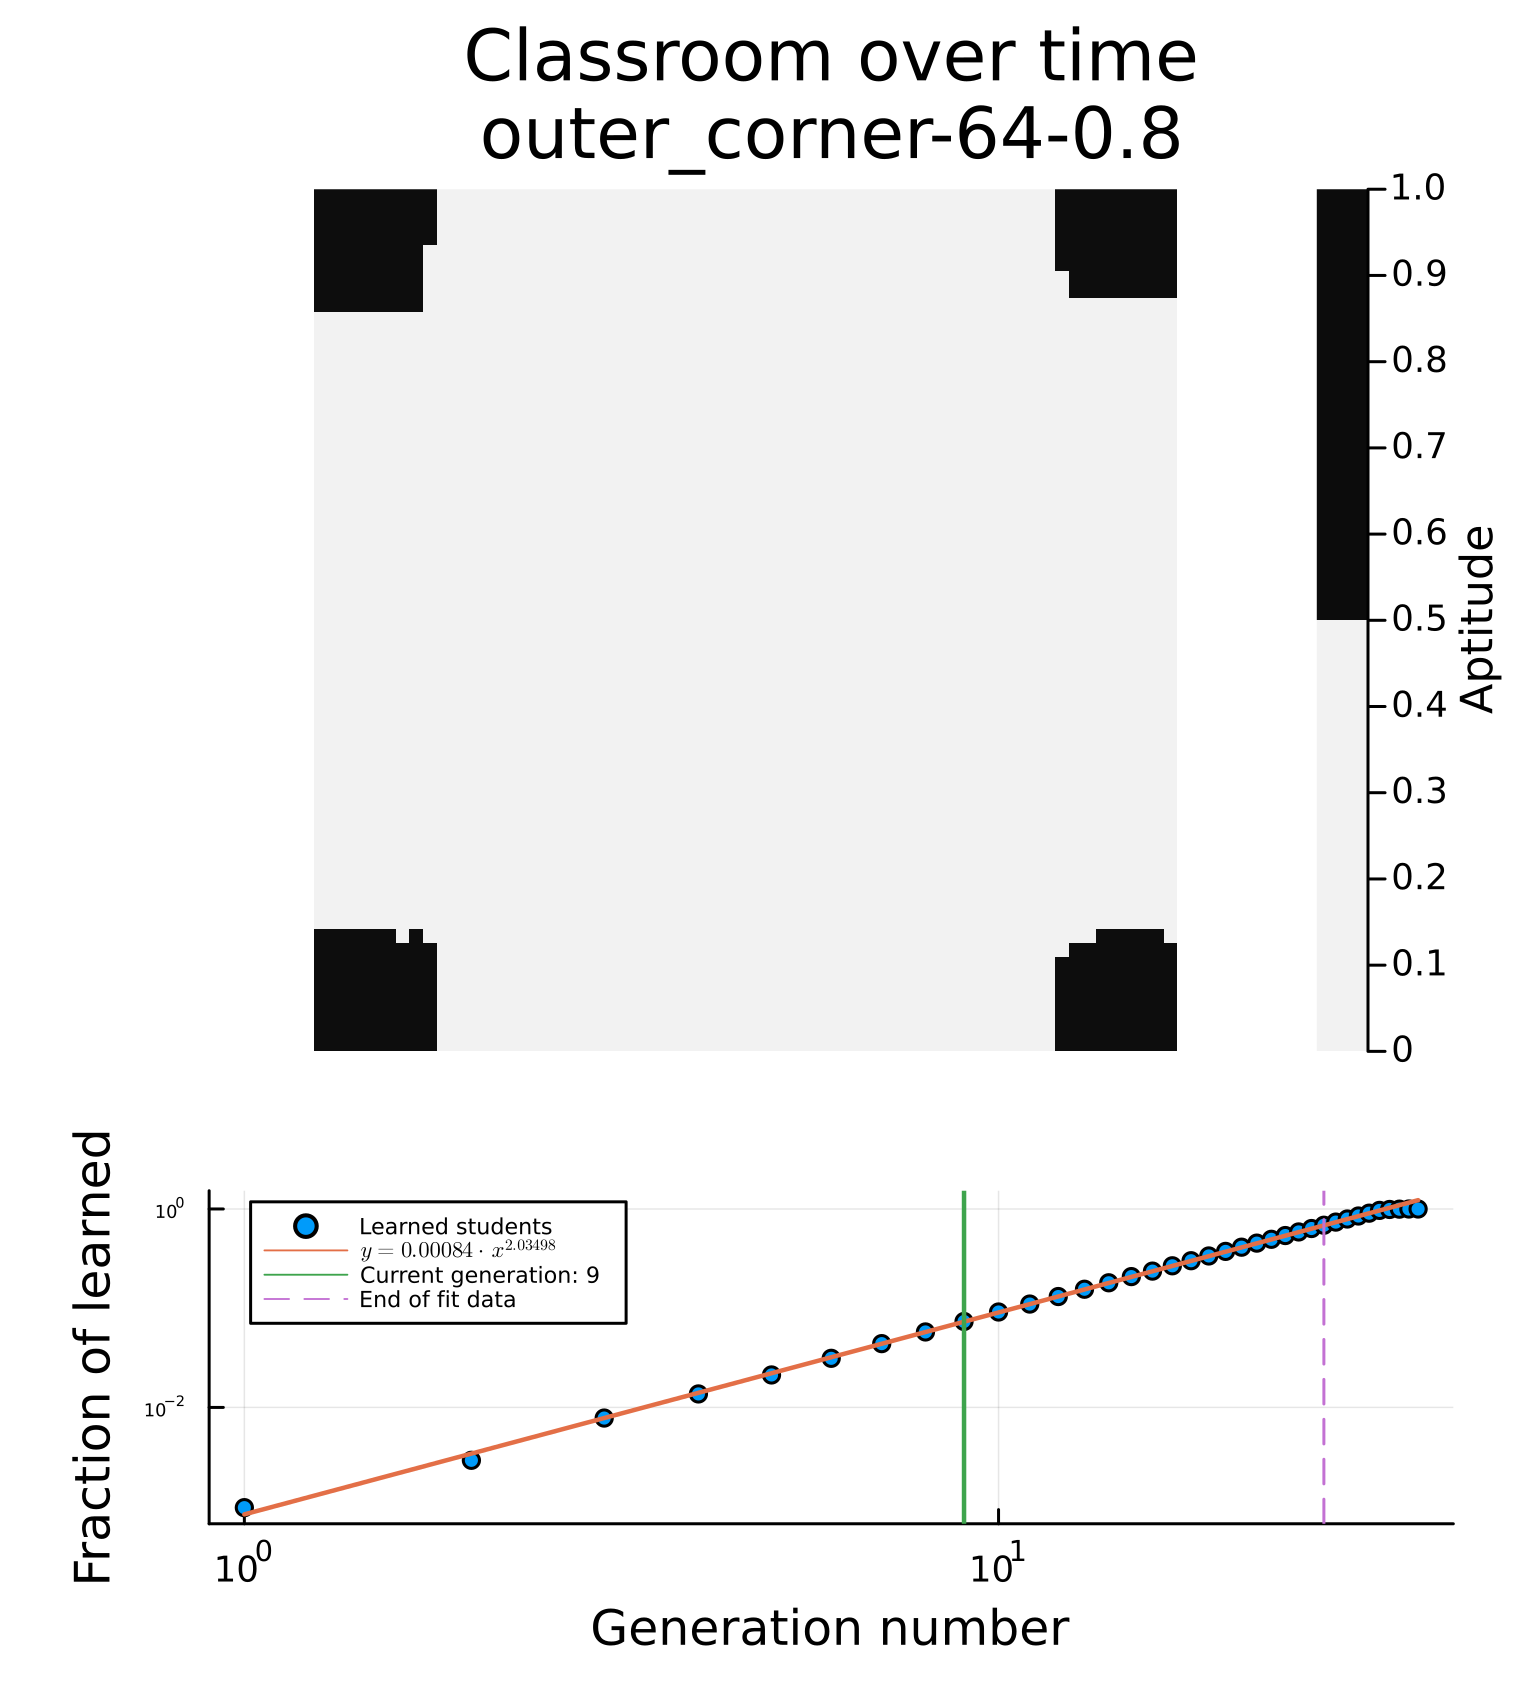 Classroom over time
outer_corner-64-0.8
1.0
0.9
0.8
0.7
0.6
0.5
0.4
0.3
0.2
0.1
0
Aptitude
Fraction of learned
10⁰
10⁻²
Learned students
y = 0.00084 · x^2.03498
Current generation: 9
End of fit data
10⁰
10¹
Generation number